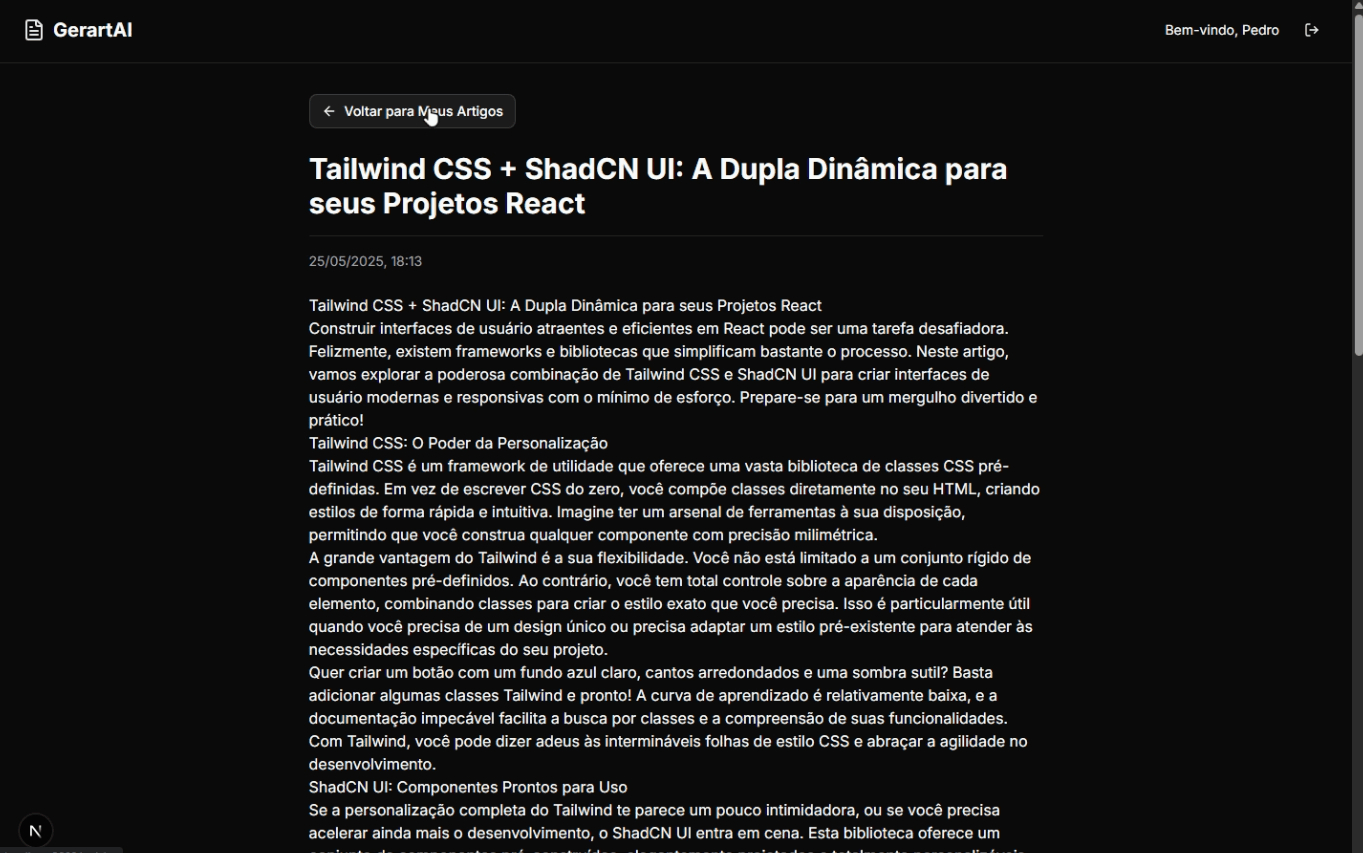 GerartAI
Bem-vindo, Pedro
Voltar para Meus Artigos
Tailwind CSS + ShadCN UI: A Dupla Dinâmica para
seus Projetos React
25/05/2025, 18:13
Tailwind CSS + ShadCN UI: A Dupla Dinâmica para seus Projetos React
Construir interfaces de usuário atraentes e eficientes em React pode ser uma tarefa desafiadora.
Felizmente, existem frameworks e bibliotecas que simplificam bastante o processo. Neste artigo,
vamos explorar a poderosa combinação de Tailwind CSS e ShadCN UI para criar interfaces de
usuário modernas e responsivas com o mínimo de esforço. Prepare-se para um mergulho divertido e
prático!
Tailwind CSS: O Poder da Personalização
Tailwind CSS é um framework de utilidade que oferece uma vasta biblioteca de classes CSS pré-
definidas. Em vez de escrever CSS do zero, você compõe classes diretamente no seu HTML, criando
estilos de forma rápida e intuitiva. Imagine ter um arsenal de ferramentas à sua disposição,
permitindo que você construa qualquer componente com precisão milimétrica.
A grande vantagem do Tailwind é a sua flexibilidade. Você não está limitado a um conjunto rígido de
componentes pré-definidos. Ao contrário, você tem total controle sobre a aparência de cada
elemento, combinando classes para criar o estilo exato que você precisa. Isso é particularmente útil
quando você precisa de um design único ou precisa adaptar um estilo pré-existente para atender às
necessidades específicas do seu projeto.
Quer criar um botão com um fundo azul claro, cantos arredondados e uma sombra sutil? Basta
adicionar algumas classes Tailwind e pronto! A curva de aprendizado é relativamente baixa, e a
documentação impecável facilita a busca por classes e a compreensão de suas funcionalidades.
Com Tailwind, você pode dizer adeus às intermináveis folhas de estilo CSS e abraçar a agilidade no
desenvolvimento.
ShadCN UI: Componentes Prontos para Uso
Se a personalização completa do Tailwind te parece um pouco intimidadora, ou se você precisa
acelerar ainda mais o desenvolvimento, o ShadCN UI entra em cena. Esta biblioteca oferece um
N